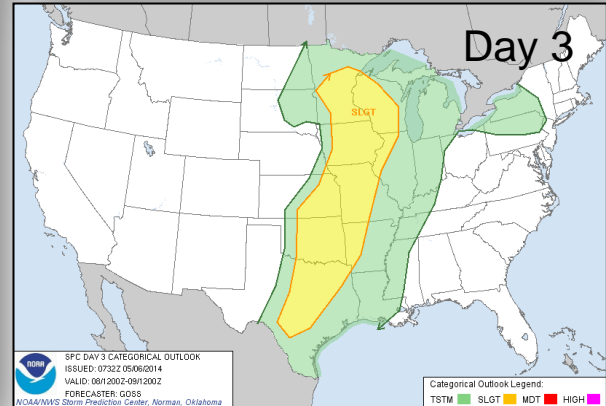 Day 3
SLGT
NOAA
SPC DAY 3 CATEGORICAL OUTLOOK
ISSUED: 0732Z 05/06/2014
VALID: 08/1200Z-09/1200Z
FORECASTER: GOSS
NOAA/NWS Storm Prediction Center, Norman, Oklahoma
Categorical Outlook Legend:
TSTM SLGT MDT HIGH